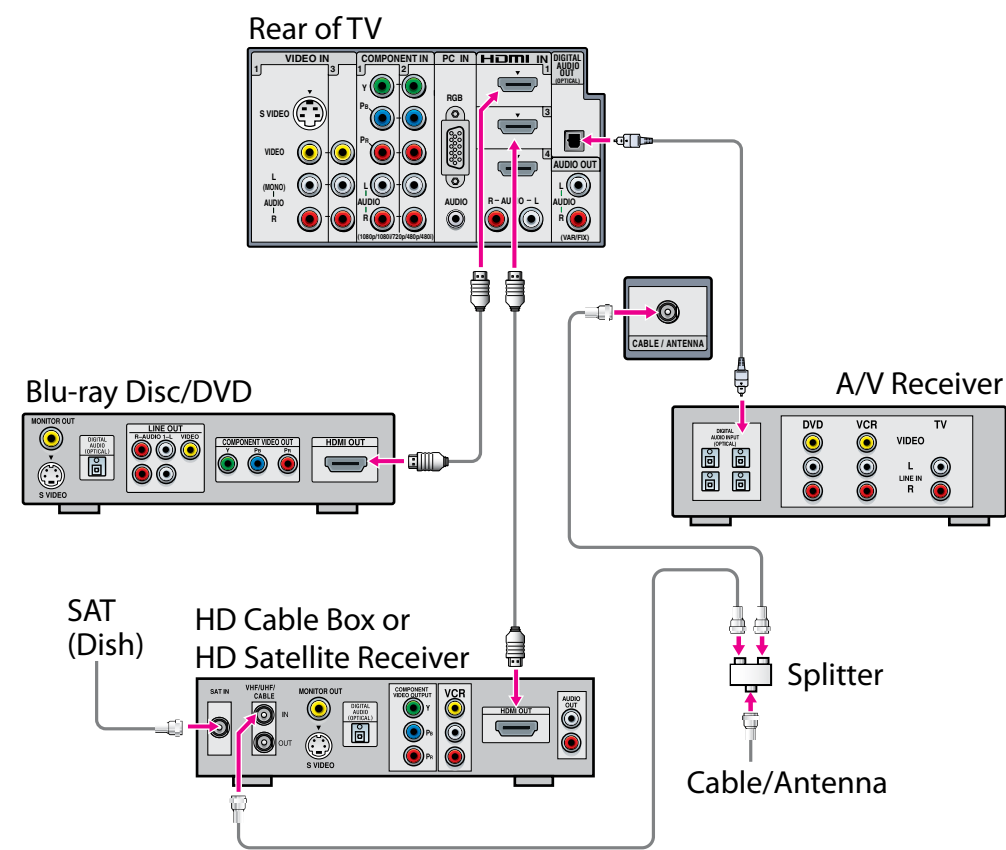 Rear of TV
VIDEO IN
COMPONENT IN
PC IN
HDMI IN
DIGITAL
AUDIO
OUT
(OPTICAL)
1
3
1
2
1
Y
PB
PR
S VIDEO
RGB
3
VIDEO
4
AUDIO OUT
L
(MONO)
AUDIO
R
L
AUDIO
R
AUDIO
R – AUDIO – L
L
AUDIO
R
(1080p/1080i/720p/480p/480i)
(VAR/FIX)
CABLE / ANTENNA
Blu-ray Disc/DVD
MONITOR OUT
S VIDEO
DIGITAL
AUDIO
(OPTICAL)
LINE OUT
R–AUDIO 1–L VIDEO
COMPONENT VIDEO OUT
Y PB PR
HDMI OUT
A/V Receiver
DIGITAL
AUDIO INPUT
(OPTICAL)
DVD VCR TV
VIDEO
L
LINE IN
R
SAT
(Dish)
HD Cable Box or
HD Satellite Receiver
SAT IN
VHF/UHF/
CABLE
IN
OUT
MONITOR OUT
S VIDEO
DIGITAL
AUDIO
(OPTICAL)
COMPONENT
VIDEO OUTPUT
Y
PB
PR
VCR
HDMI OUT
AUDIO
OUT
Splitter
Cable/Antenna